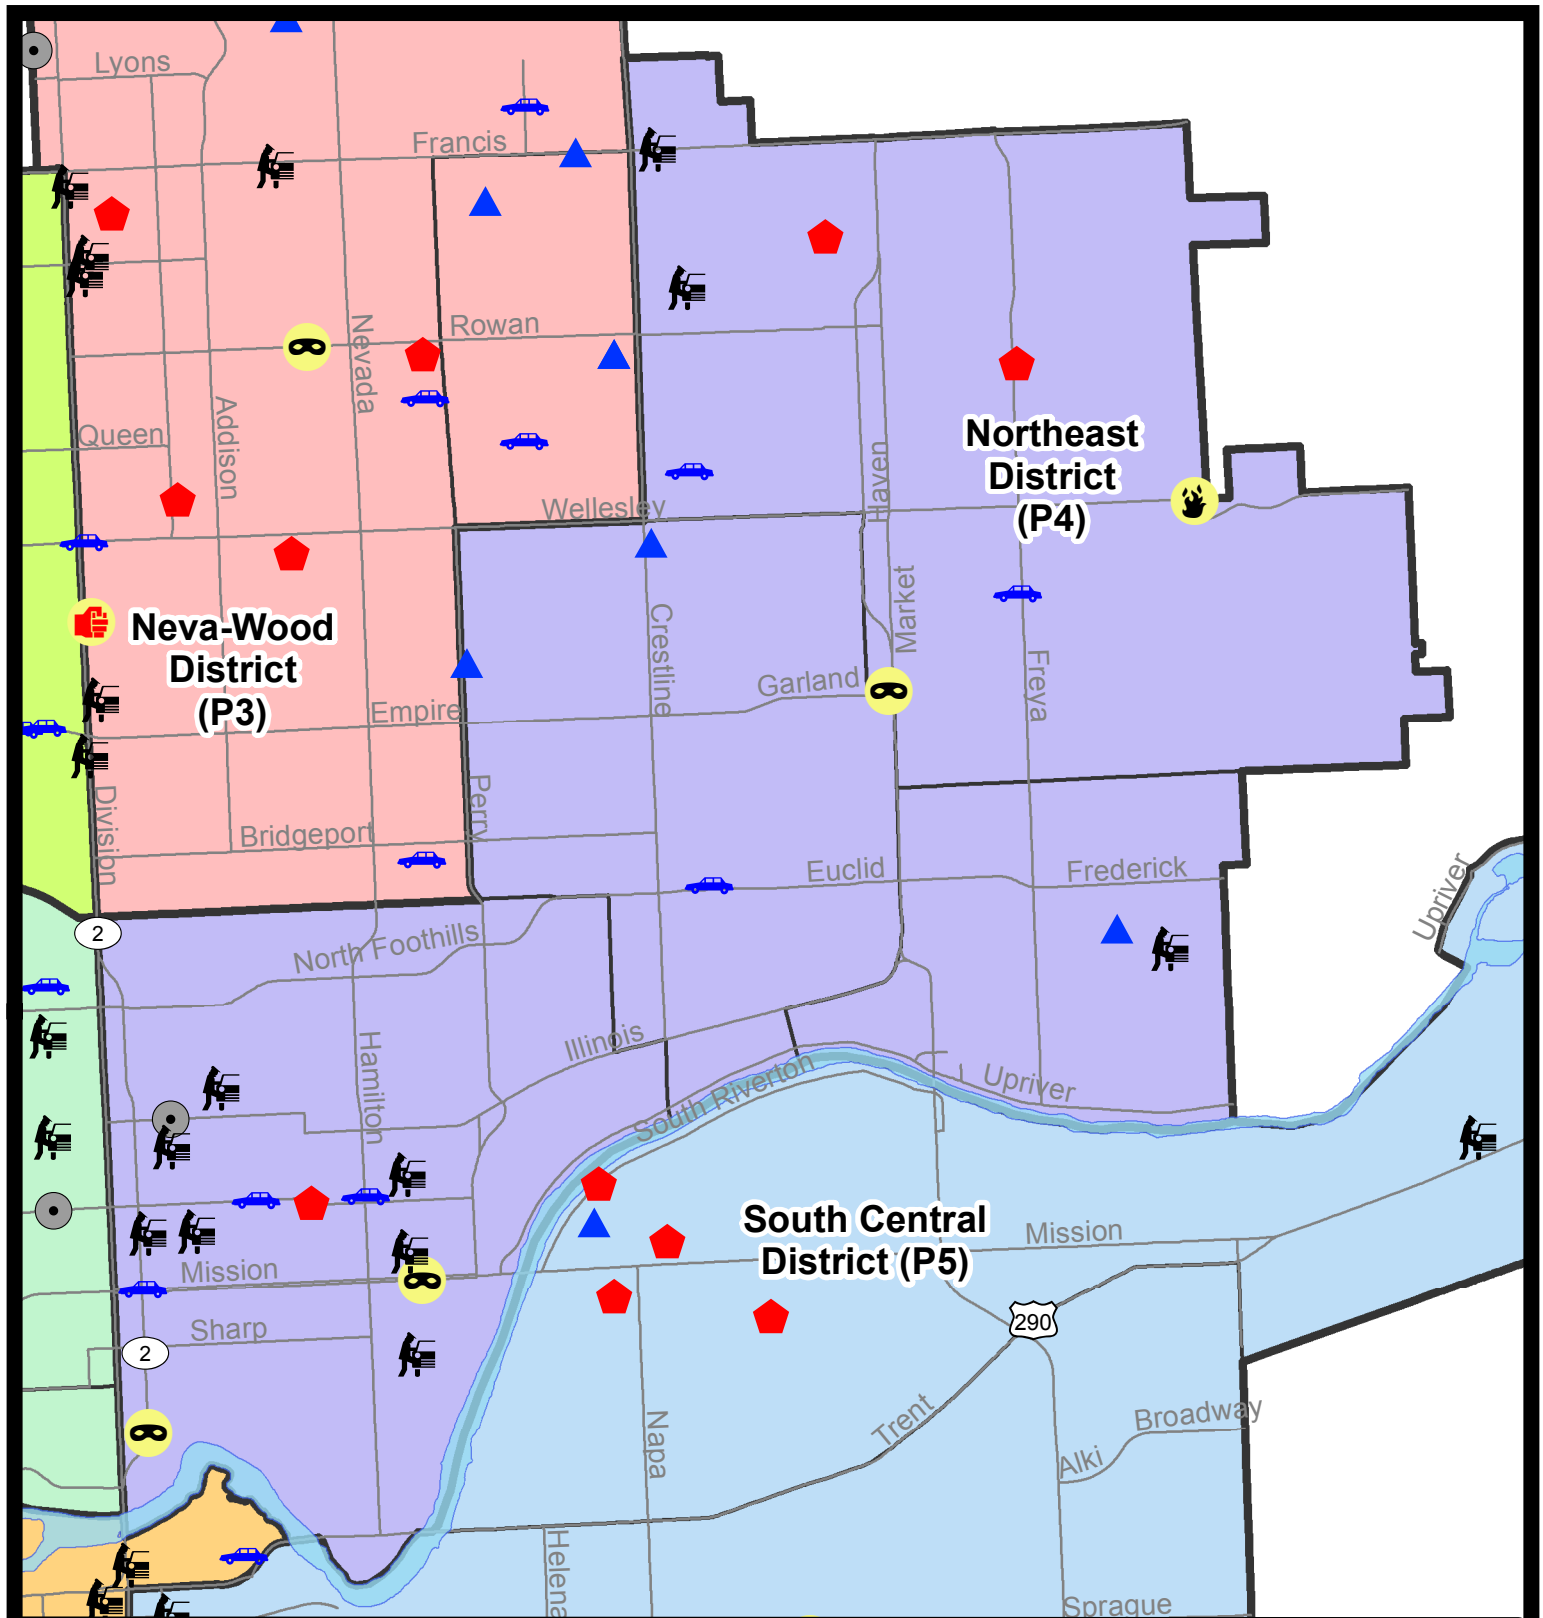 Lyons
Francis
Rowan
Nevada
Addison
Queen
Wellesley
Haven
Northeast
District
(P4)
Neva-Wood
District
(P3)
Crestline
Market
Garland
Freya
Empire
Perry
Division
Bridgeport
Euclid
Frederick
Upriver
2
North Foothills
Hamilton
Illinois
South Riverton
Upriver
South Central
District (P5)
Mission
Mission
Sharp
2
290
Napa
Trent
Broadway
Alki
Helena
Sprague